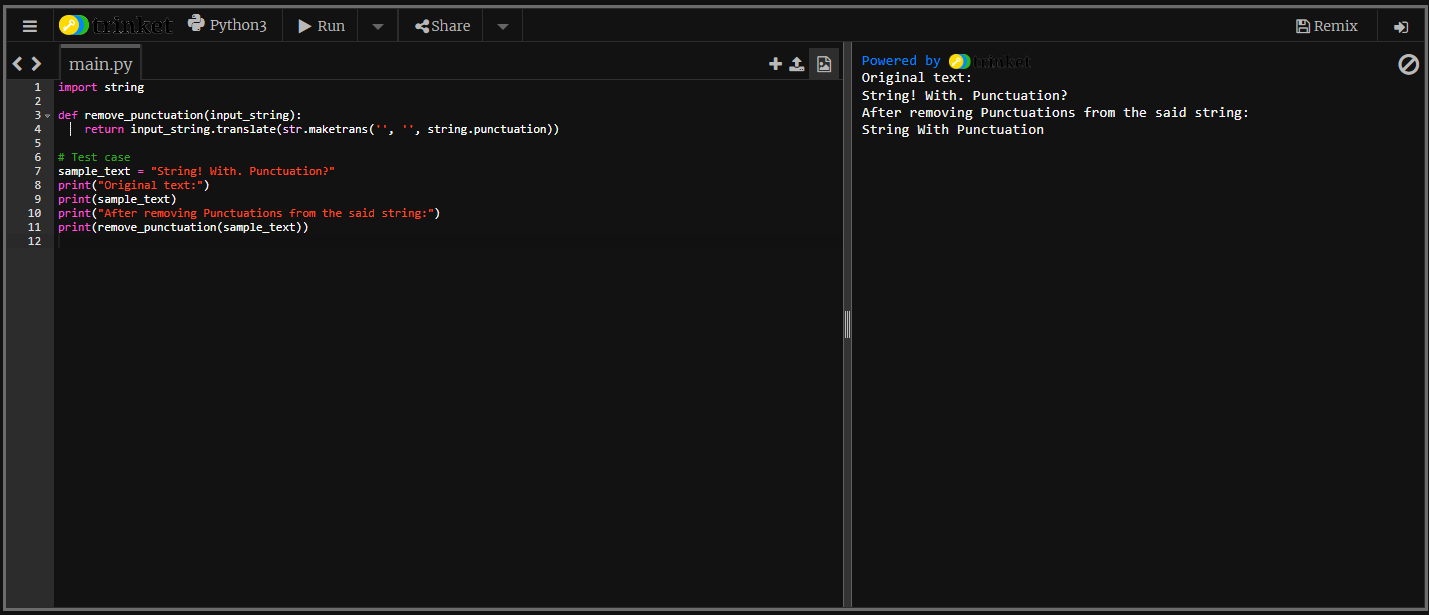 trinket Python3 Run Share Remix
main.py
1 import string
2
3 def remove_punctuation(input_string):
4     return input_string.translate(str.maketrans('', '', string.punctuation))
5
6 # Test case
7 sample_text = "String! With. Punctuation?"
8 print("Original text:")
9 print(sample_text)
10 print("After removing Punctuations from the said string:")
11 print(remove_punctuation(sample_text))
12
Powered by trinket
Original text:
String! With. Punctuation?
After removing Punctuations from the said string:
String With Punctuation